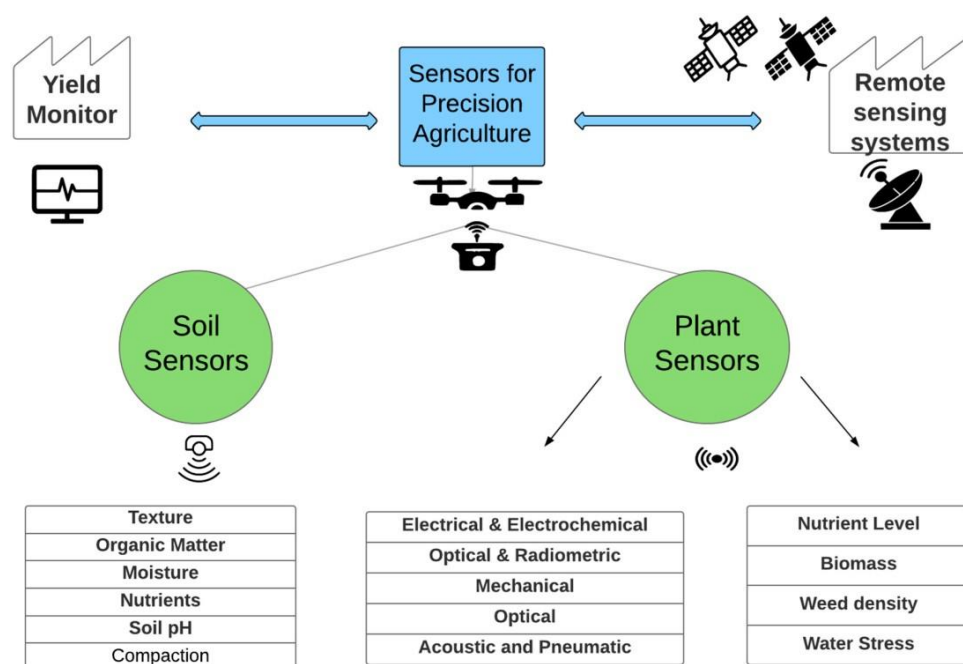 Yield
Monitor
Sensors for
Precision
Agriculture
Remote
sensing
systems
Soil
Sensors
Plant
Sensors
Texture
Organic Matter
Moisture
Nutrients
Soil pH
Compaction
Electrical & Electrochemical
Optical & Radiometric
Mechanical
Optical
Acoustic and Pneumatic
Nutrient Level
Biomass
Weed density
Water Stress